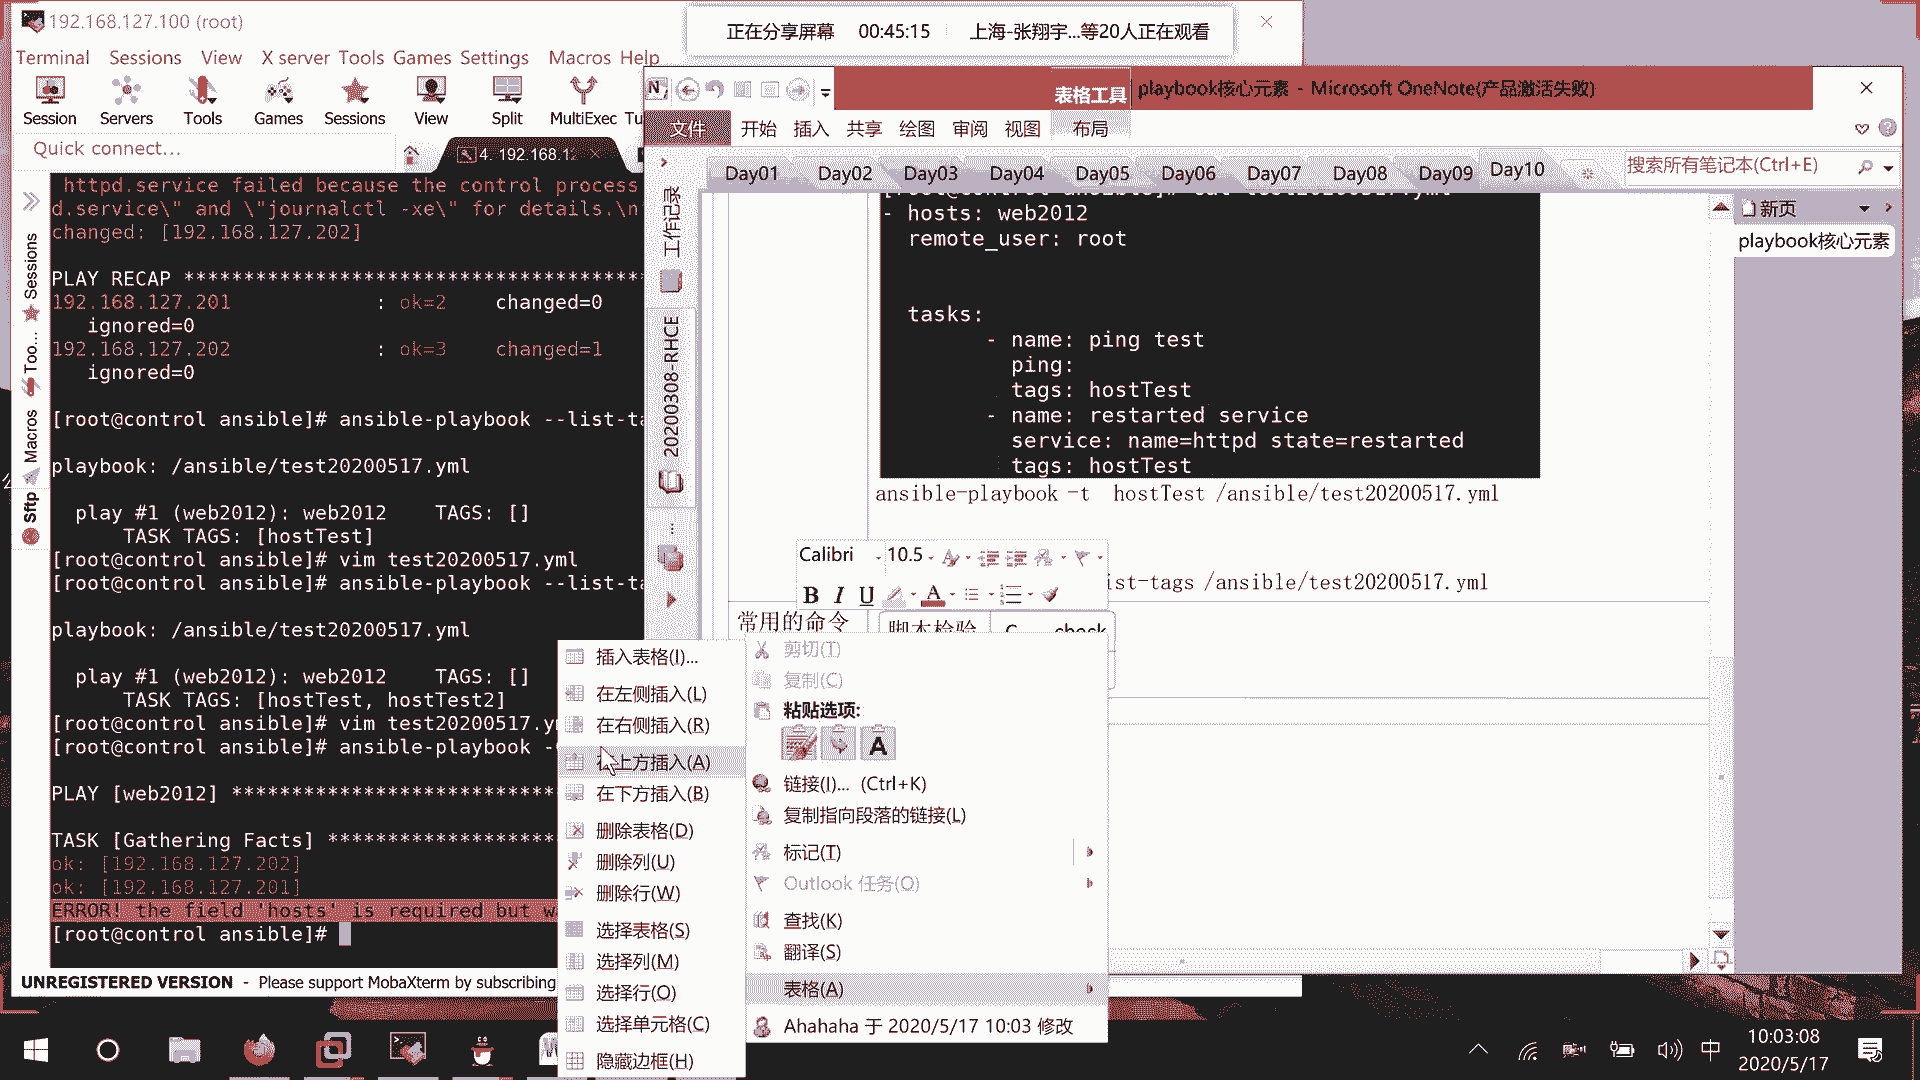 192.168.127.100 (root)
正在分享屏幕 00:45:15 上海-张翔宇...等20人正在观看
Terminal Sessions View X server Tools Games Settings Macros Help
Session Servers Tools Games Sessions View Split MultiExec Tu
Quick connect...
4. 192.168.12
Sessions
Too...
Macros
Sftp
httpd.service failed because the control process
d.service\" and \"journalctl -xe\" for details.\n
changed: [192.168.127.202]
PLAY RECAP **************************************
192.168.127.201 : ok=2 changed=0
ignored=0
192.168.127.202 : ok=3 changed=1
ignored=0
[root@control ansible]# ansible-playbook --list-ta
playbook: /ansible/test20200517.yml
play #1 (web2012): web2012 TAGS: []
TASK TAGS: [hostTest]
[root@control ansible]# vim test20200517.yml
[root@control ansible]# ansible-playbook --list-ta
playbook: /ansible/test20200517.yml
play #1 (web2012): web2012 TAGS: []
TASK TAGS: [hostTest, hostTest2]
[root@control ansible]# vim test20200517.ym
[root@control ansible]# ansible-playbook -
PLAY [web2012] ***************************
TASK [Gathering Facts] *******************
ok: [192.168.127.202]
ok: [192.168.127.201]
ERROR! the field 'hosts' is required but w
[root@control ansible]#
UNREGISTERED VERSION - Please support MobaXterm by subscribing
表格工具 playbook核心元素 - Microsoft OneNote(产品激活失败)
文件 开始 插入 共享 绘图 审阅 视图 布局
Day01 Day02 Day03 Day04 Day05 Day06 Day07 Day08 Day09 Day10
搜索所有笔记本(Ctrl+E)
工作记录
20200308-RHCE
新页
playbook核心元素
- hosts: web2012
remote_user: root
tasks:
- name: ping test
ping:
tags: hostTest
- name: restarted service
service: name=httpd state=restarted
tags: hostTest
ansible-playbook -t hostTest /ansible/test20200517.yml
ist-tags /ansible/test20200517.yml
Calibri 10.5
B I U A
常用的命令 脚本检验 check
插入表格(I)...
在左侧插入(L)
在右侧插入(R)
上方插入(A)
在下方插入(B)
删除表格(D)
删除列(U)
删除行(W)
选择表格(S)
选择列(M)
选择行(O)
选择单元格(C)
隐藏边框(H)
剪切(T)
复制(C)
粘贴选项:
A
链接(I)... (Ctrl+K)
复制指向段落的链接(L)
标记(T)
Outlook 任务(O)
查找(K)
翻译(S)
表格(A)
Ahahaha 于 2020/5/17 10:03 修改
中
10:03:08
2020/5/17